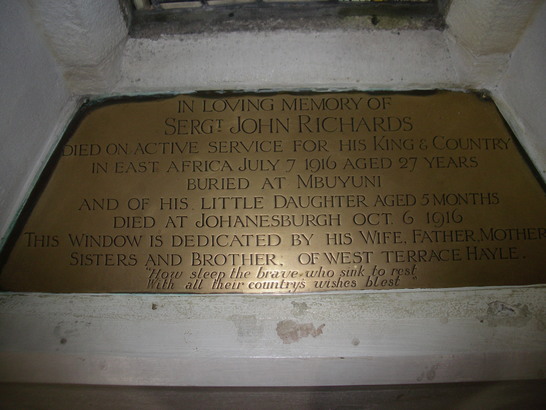 IN LOVING MEMORY OF
SERGT JOHN RICHARDS
DIED ON ACTIVE SERVICE FOR HIS KING & COUNTRY
IN EAST AFRICA JULY 7 1916 AGED 27 YEARS
BURIED AT MBUYUNI
AND OF HIS LITTLE DAUGHTER AGED 5 MONTHS
DIED AT JOHANESBURGH OCT. 6 1916
THIS WINDOW IS DEDICATED BY HIS WIFE, FATHER, MOTHER
SISTERS AND BROTHER, OF WEST TERRACE HAYLE.
"How sleep the brave, who sink to rest
With all their country's wishes blest"